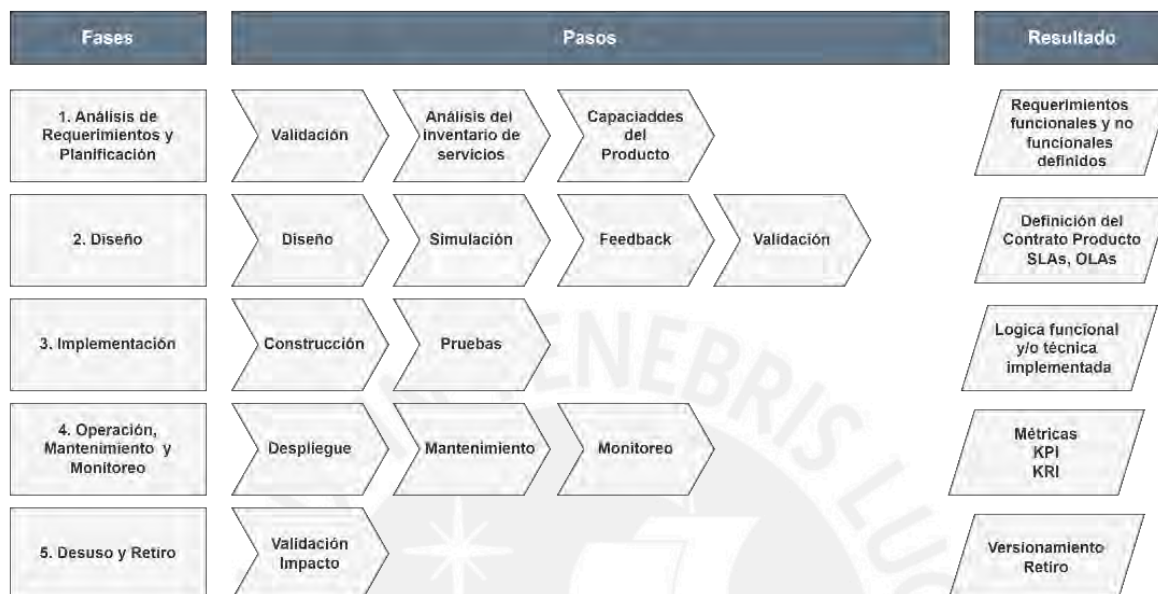 Fases
Pasos
Resultado
1. Análisis de
Requerimientos y
Planificación
Validación
Análisis del
inventario de
servicios
Capaciaddes
del
Producto
Requerimientos
funcionales y no
funcionales
definidos
2. Diseño
Diseño
Simulación
Feedback
Validación
Definición del
Contrato Producto
SLAs, OLAs
3. Implementación
Construcción
Pruebas
Logica funcional
y/o técnica
implementada
4. Operación,
Mantenimiento y
Monitoreo
Despliegue
Mantenimiento
Monitoreo
Métricas
KPI
KRI
5. Desuso y Retiro
Validación
Impacto
Versionamiento
Retiro
TENEBRIS